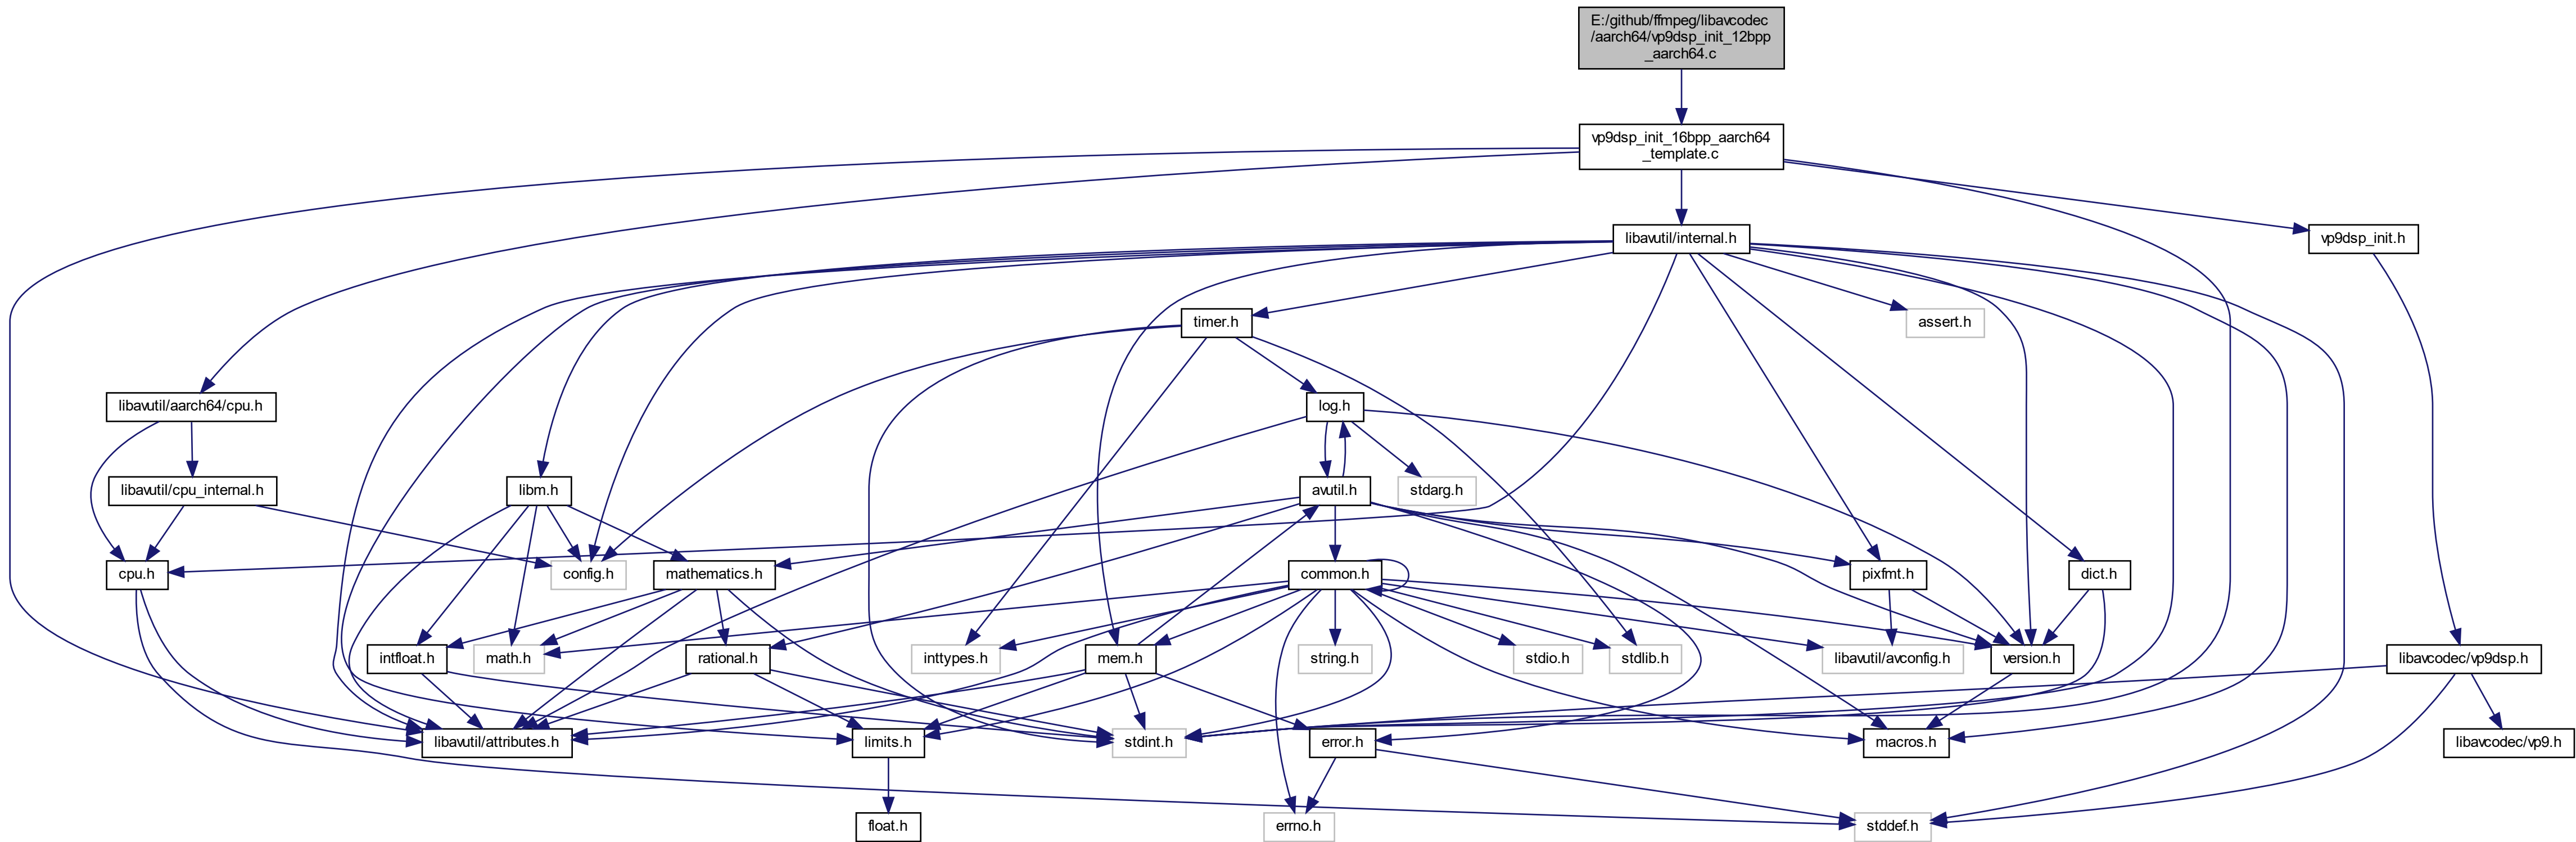 E:/github/ffmpeg/libavcodec
/aarch64/vp9dsp_init_12bpp
_aarch64.c
vp9dsp_init_16bpp_aarch64
_template.c
libavutil/internal.h
vp9dsp_init.h
timer.h
assert.h
libavutil/aarch64/cpu.h
log.h
libavutil/cpu_internal.h
libm.h
avutil.h
stdarg.h
cpu.h
config.h
mathematics.h
common.h
pixfmt.h
dict.h
intfloat.h
math.h
rational.h
inttypes.h
mem.h
string.h
stdio.h
stdlib.h
libavutil/avconfig.h
version.h
libavcodec/vp9dsp.h
libavutil/attributes.h
limits.h
stdint.h
error.h
macros.h
libavcodec/vp9.h
float.h
errno.h
stddef.h